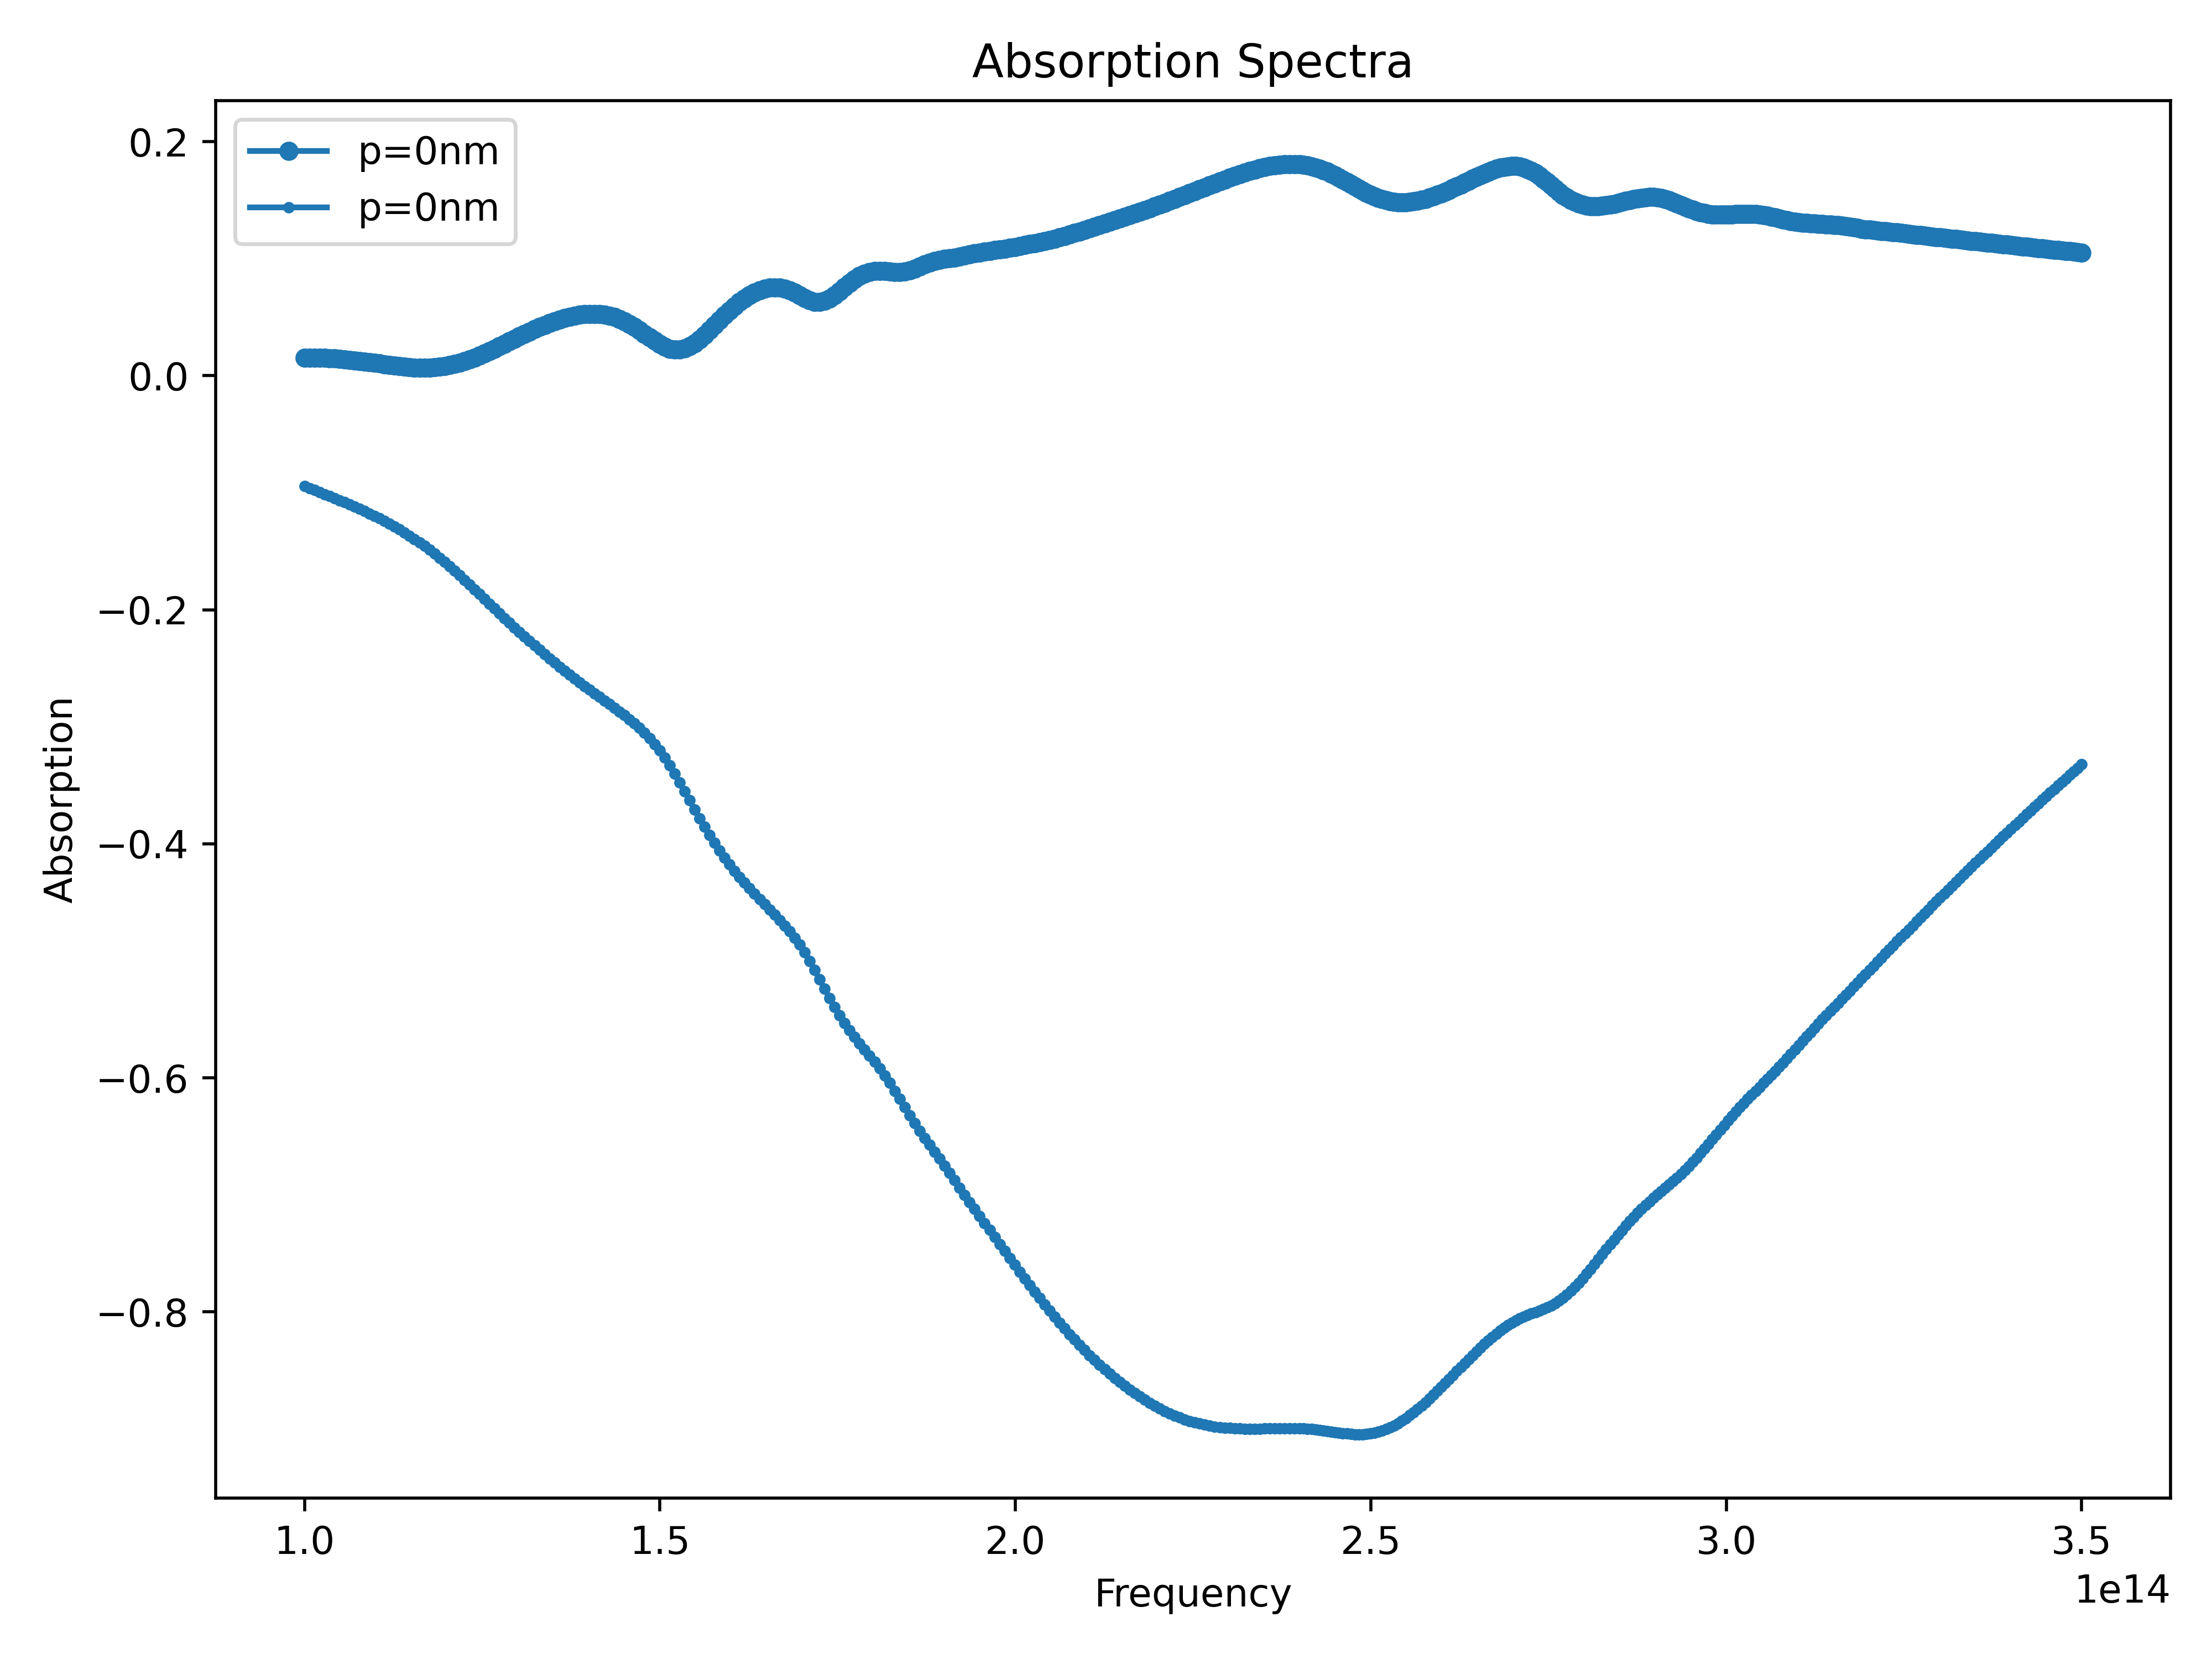 Absorption Spectra
p=0nm
p=0nm
0.2
0.0
−0.2
−0.4
−0.6
−0.8
Absorption
1.0 1.5 2.0 2.5 3.0 3.5
1e14
Frequency